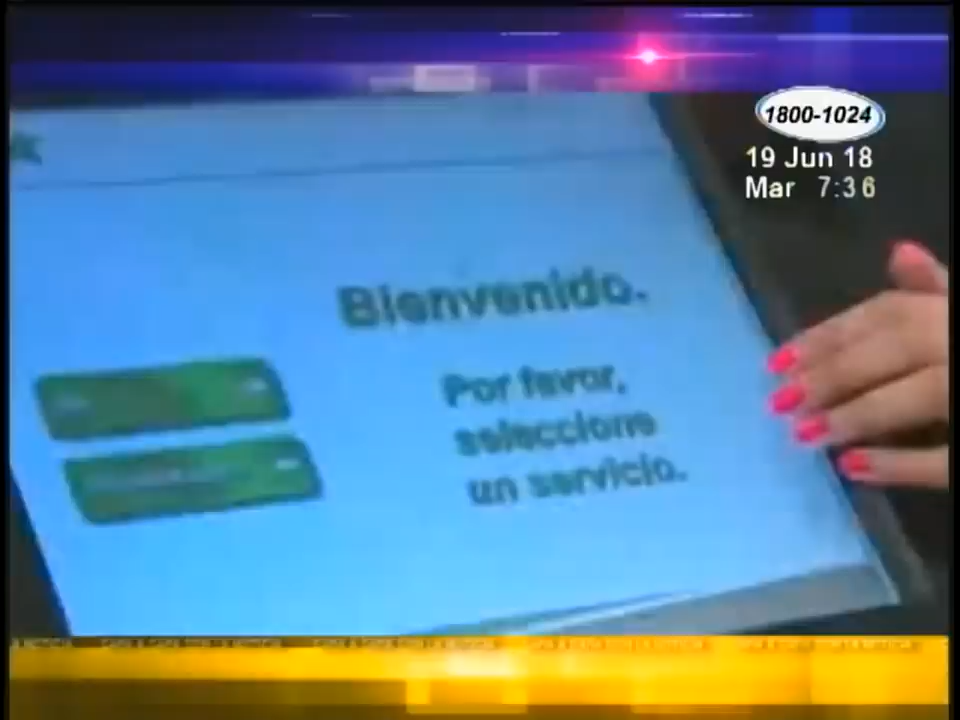 1800-1024
19 Jun 18
Mar 7:36
Bienvenido.
Por favor,
seleccione
un servicio.